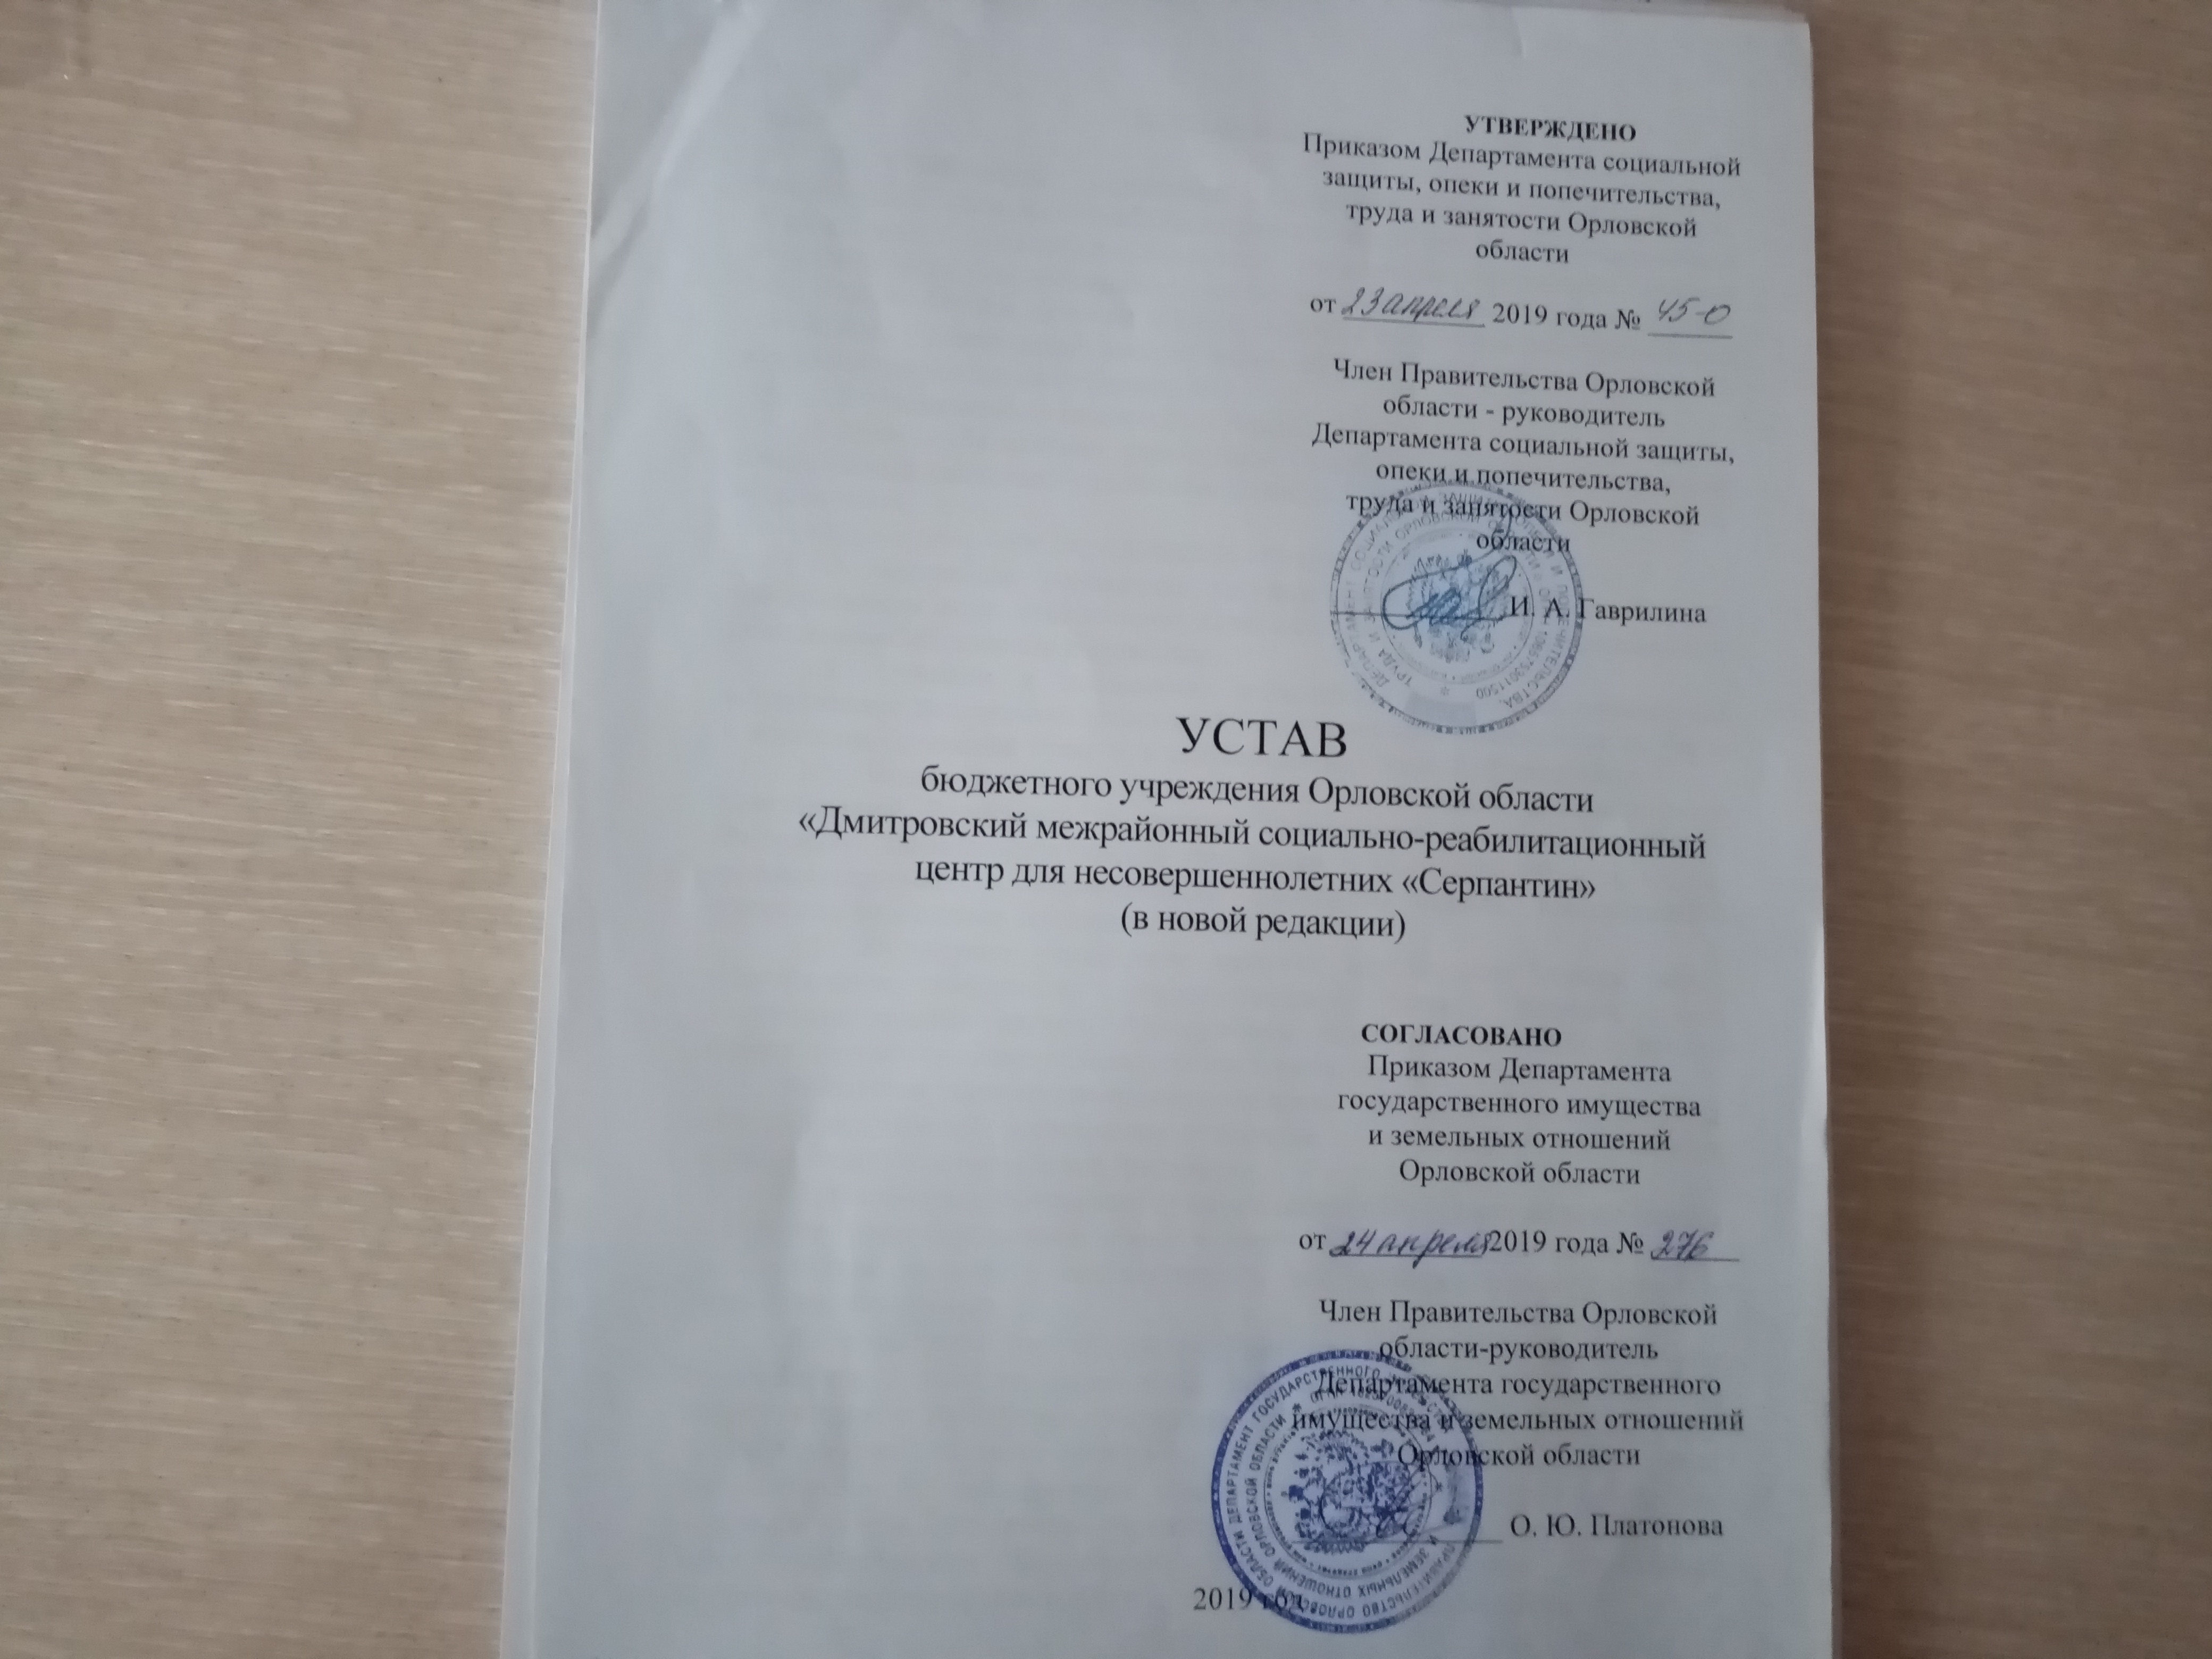 УТВЕРЖДЕНО
Приказом Департамента социальной
защиты, опеки и попечительства,
труда и занятости Орловской
области
от 23 апреля 2019 года № 45-О
Член Правительства Орловской
области - руководитель
Департамента социальной защиты,
опеки и попечительства,
труда и занятости Орловской
области
И. А. Гаврилина
УСТАВ
бюджетного учреждения Орловской области
«Дмитровский межрайонный социально-реабилитационный
центр для несовершеннолетних «Серпантин»
(в новой редакции)
СОГЛАСОВАНО
Приказом Департамента
государственного имущества
и земельных отношений
Орловской области
от 24 апреля 2019 года № 276
Член Правительства Орловской
области-руководитель
Департамента государственного
имущества и земельных отношений
Орловской области
О. Ю. Платонова
2019 год